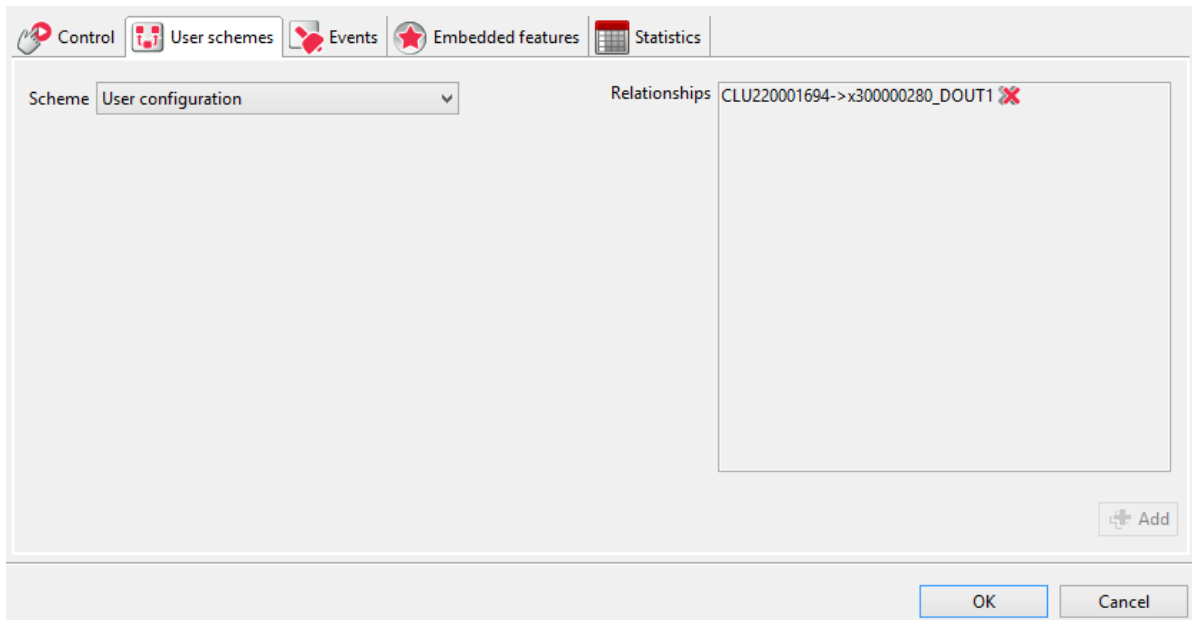 Control
User schemes
Events
Embedded features
Statistics
Scheme
User configuration
Relationships
CLU220001694->x300000280_DOUT1
Add
OK
Cancel